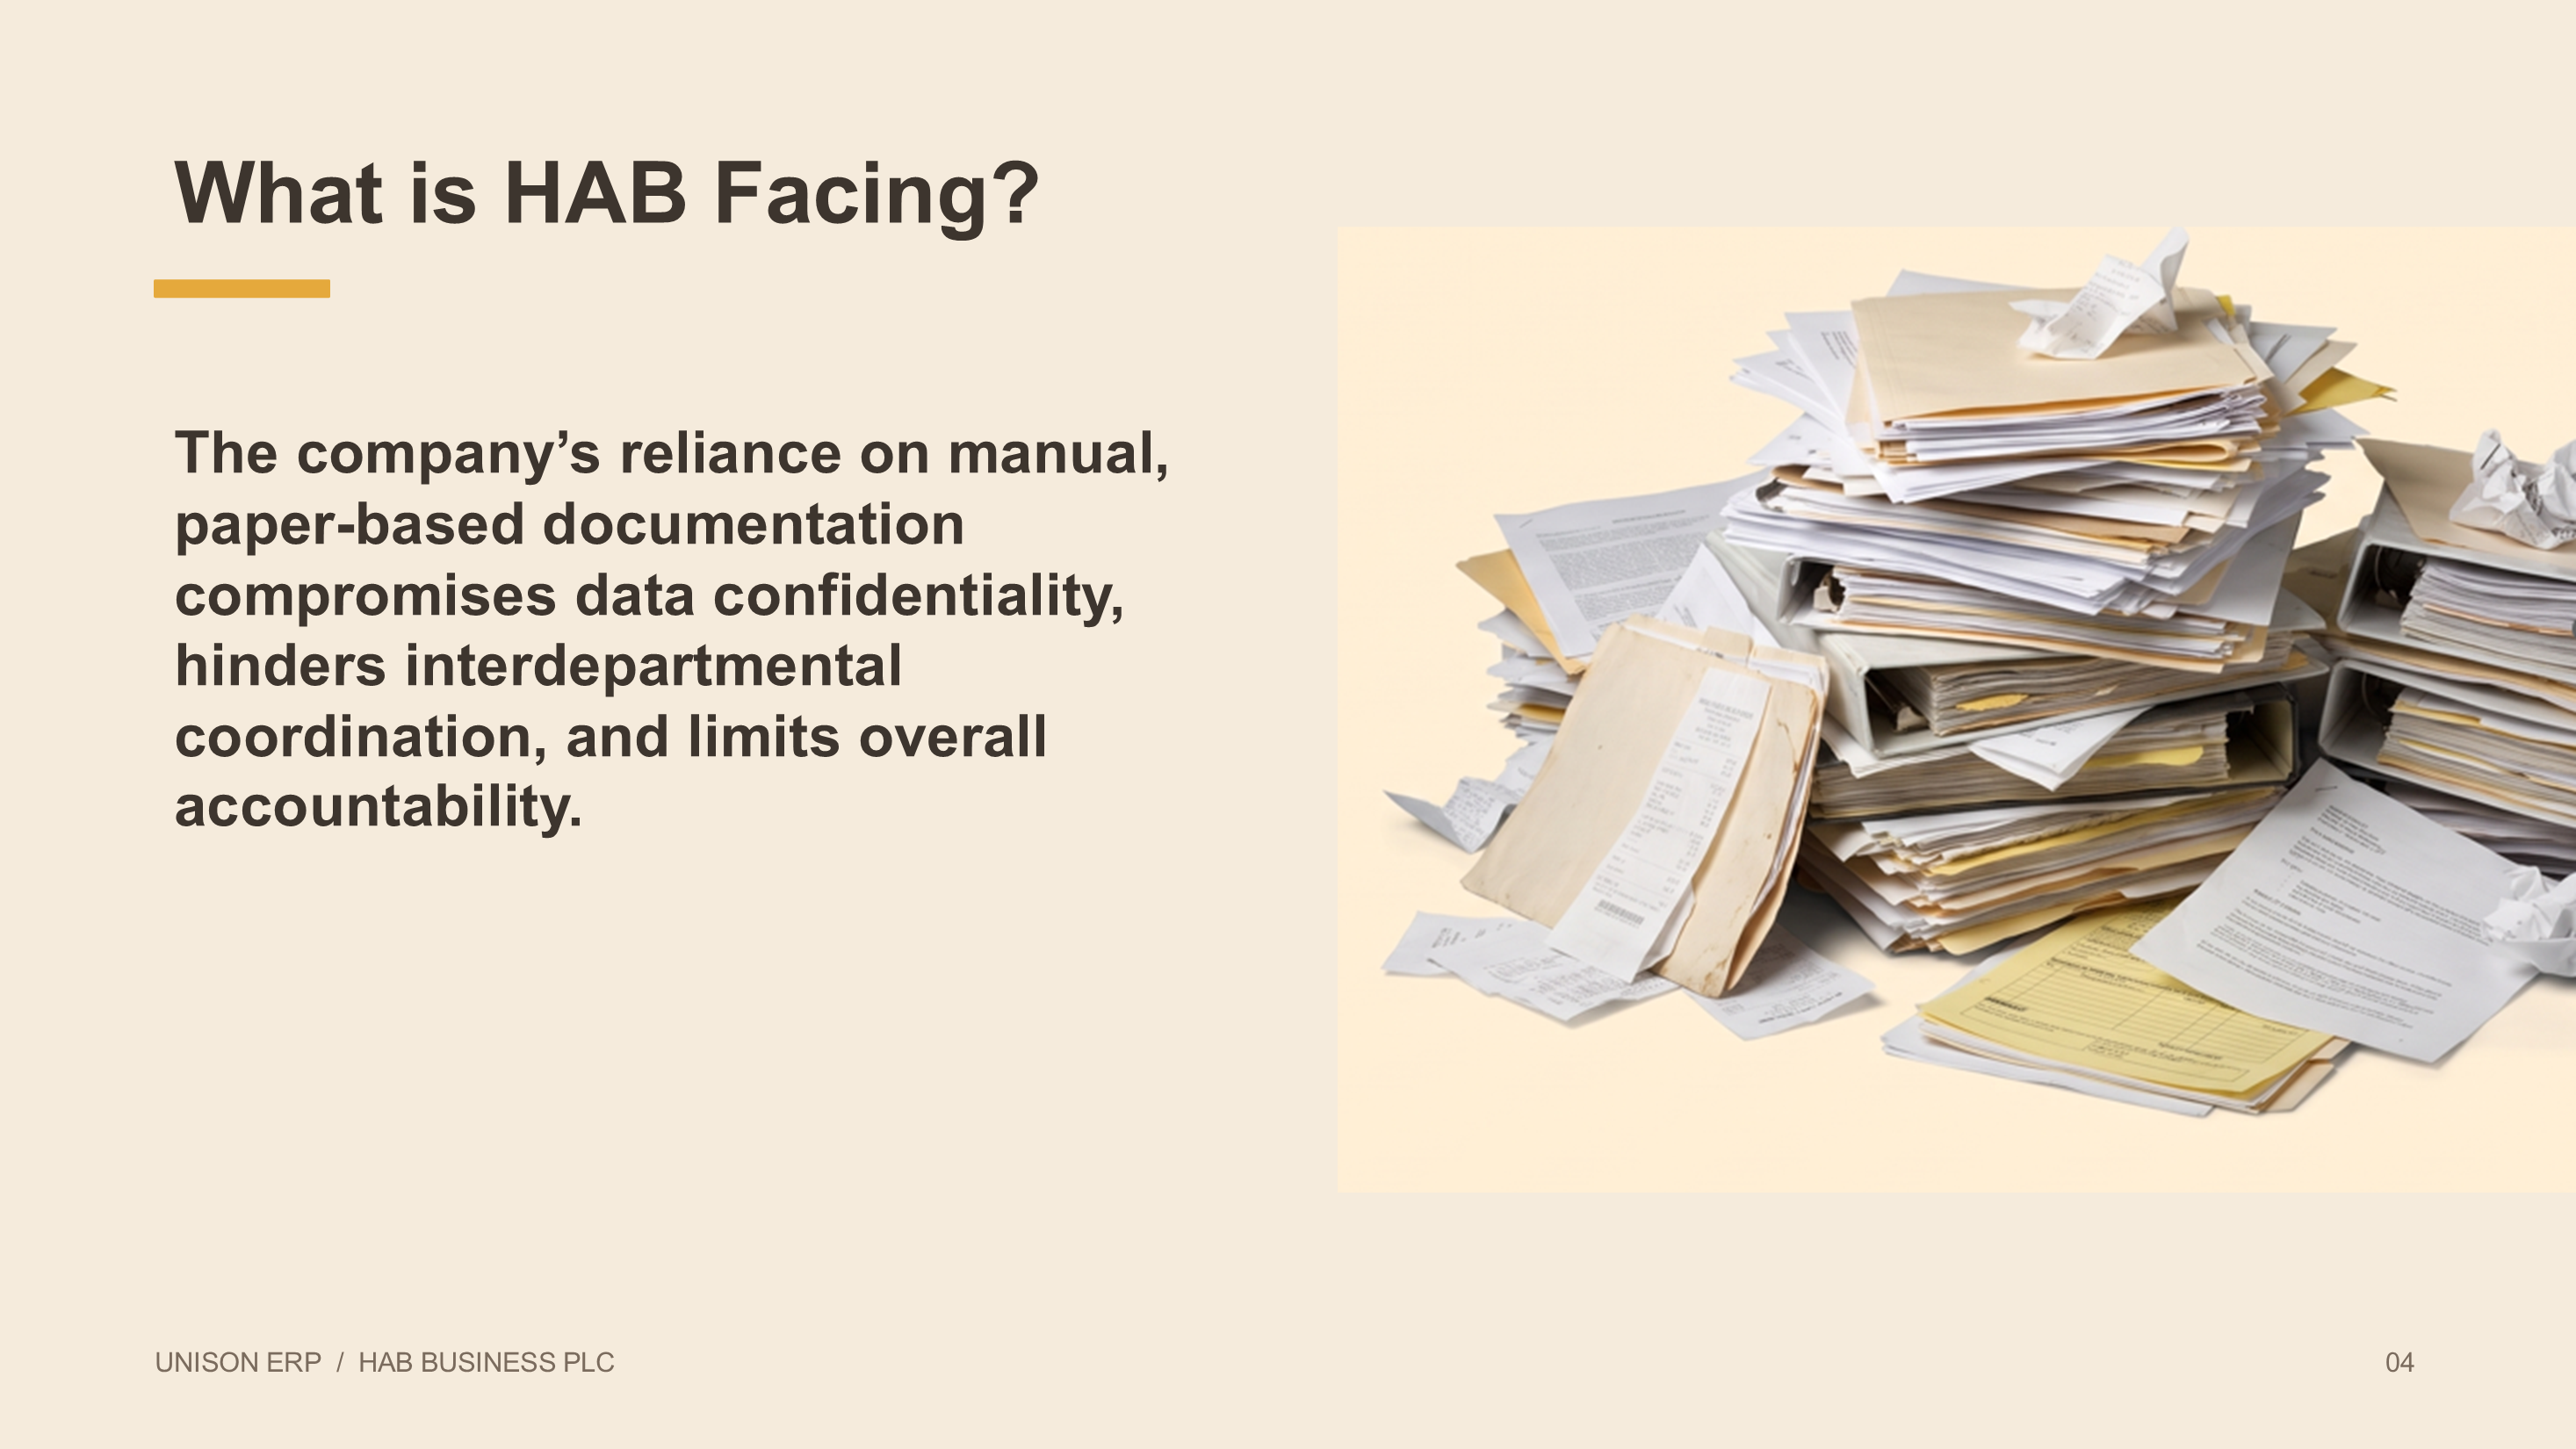 What is HAB Facing?
The company’s reliance on manual,
paper-based documentation
compromises data confidentiality,
hinders interdepartmental
coordination, and limits overall
accountability.
UNISON ERP / HAB BUSINESS PLC
04